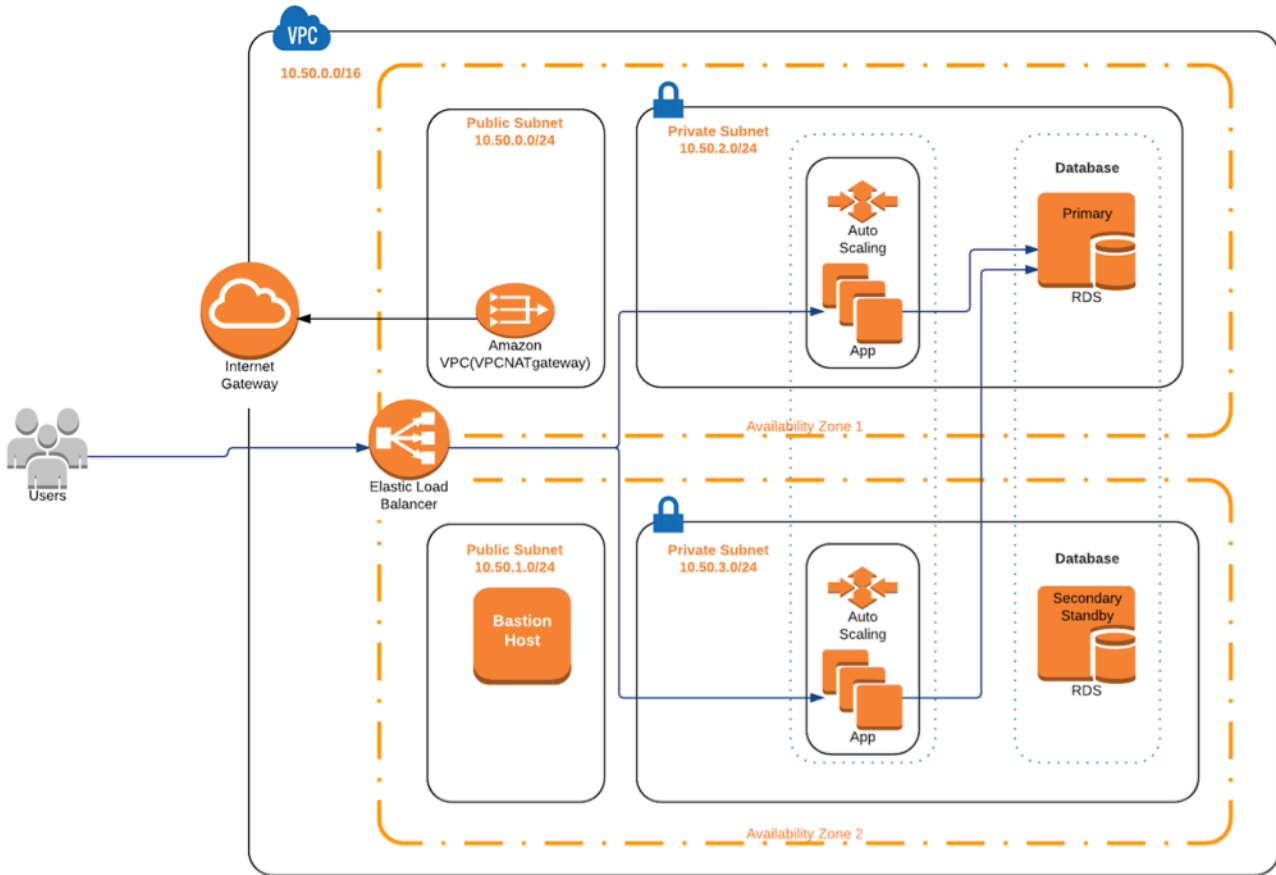 VPC
10.50.0.0/16
Public Subnet
10.50.0.0/24
Private Subnet
10.50.2.0/24
Auto
Scaling
App
Database
Primary
RDS
Amazon
VPC(VPCNATgateway)
Internet
Gateway
Availability Zone 1
Users
Elastic Load
Balancer
Public Subnet
10.50.1.0/24
Bastion
Host
Private Subnet
10.50.3.0/24
Auto
Scaling
App
Database
Secondary
Standby
RDS
Availability Zone 2